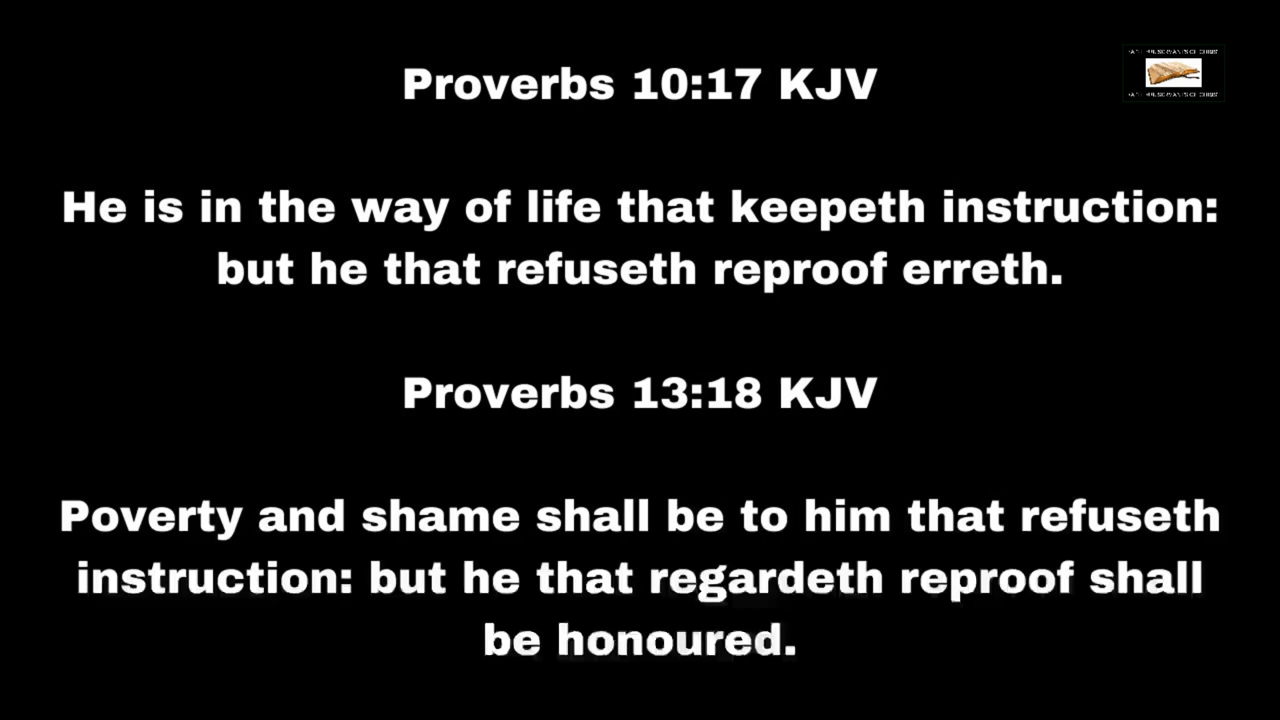 Proverbs 10:17 KJV
He is in the way of life that keepeth instruction:
but he that refuseth reproof erreth.
Proverbs 13:18 KJV
Poverty and shame shall be to him that refuseth
instruction: but he that regardeth reproof shall
be honoured.